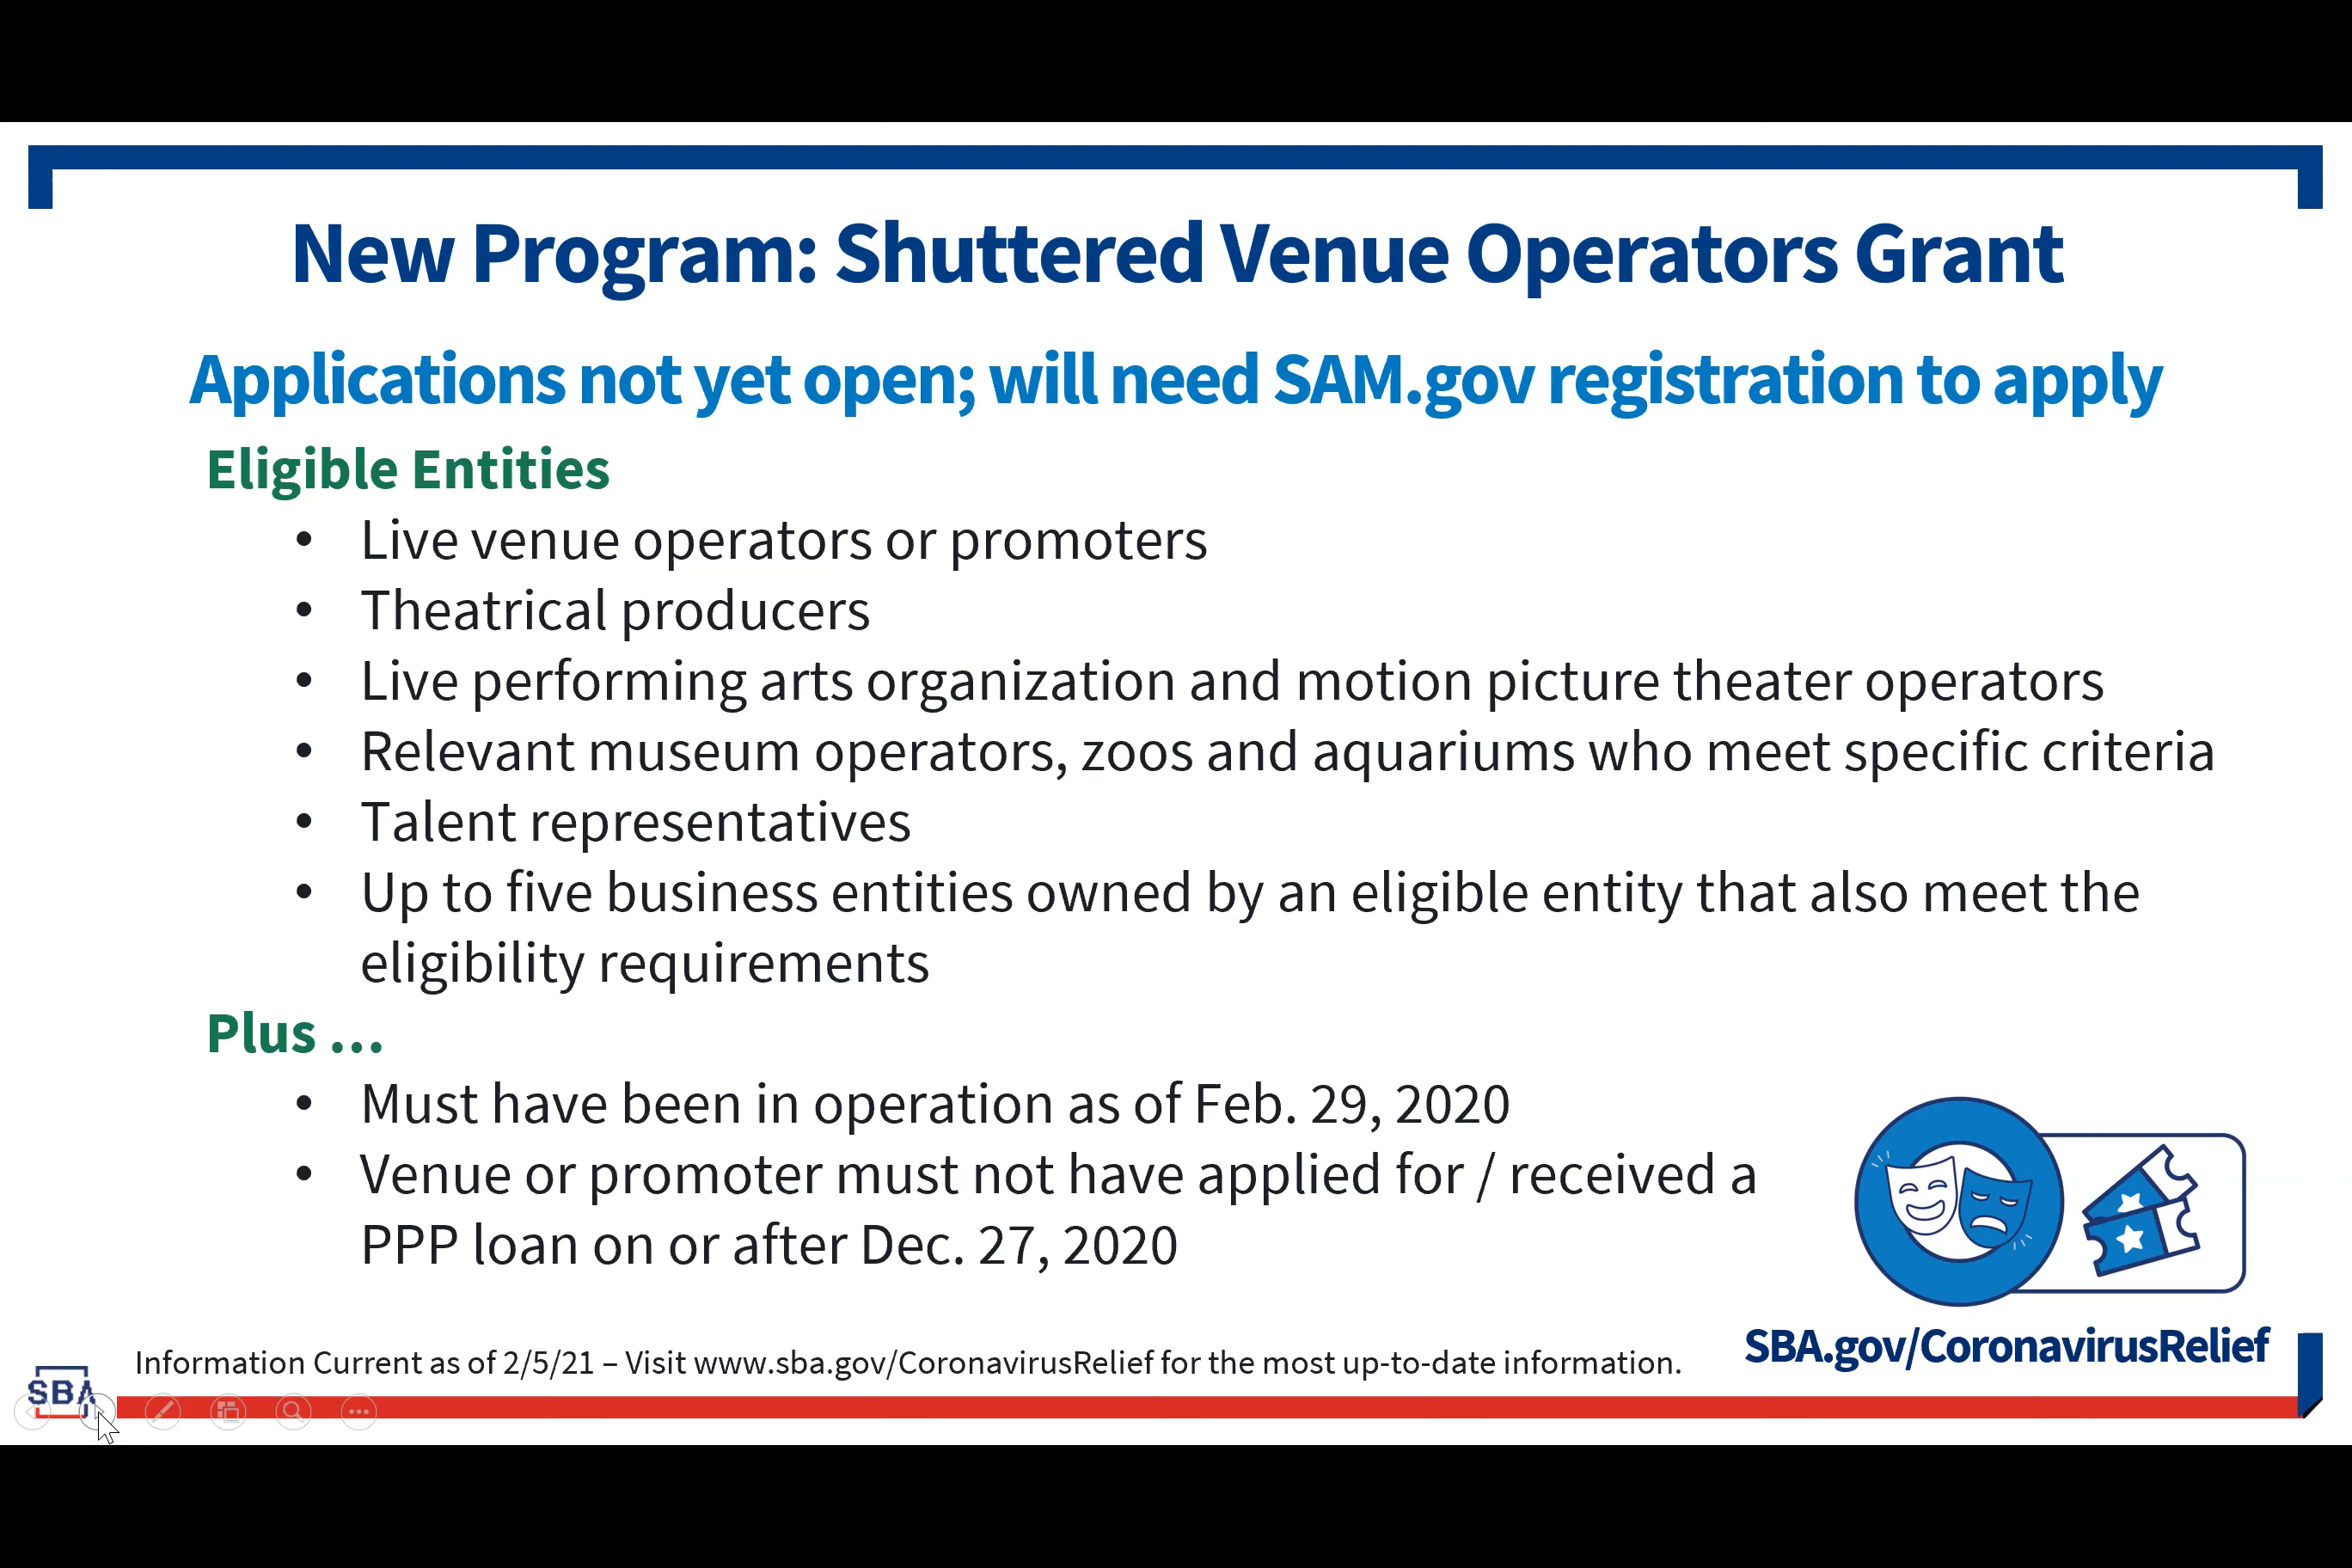 New Program: Shuttered Venue Operators Grant
Applications not yet open; will need SAM.gov registration to apply
Eligible Entities
• Live venue operators or promoters
• Theatrical producers
• Live performing arts organization and motion picture theater operators
• Relevant museum operators, zoos and aquariums who meet specific criteria
• Talent representatives
• Up to five business entities owned by an eligible entity that also meet the
eligibility requirements
Plus ...
• Must have been in operation as of Feb. 29, 2020
• Venue or promoter must not have applied for / received a
PPP loan on or after Dec. 27, 2020
SBA.gov/CoronavirusRelief
Information Current as of 2/5/21 – Visit www.sba.gov/CoronavirusRelief for the most up-to-date information.
SBA